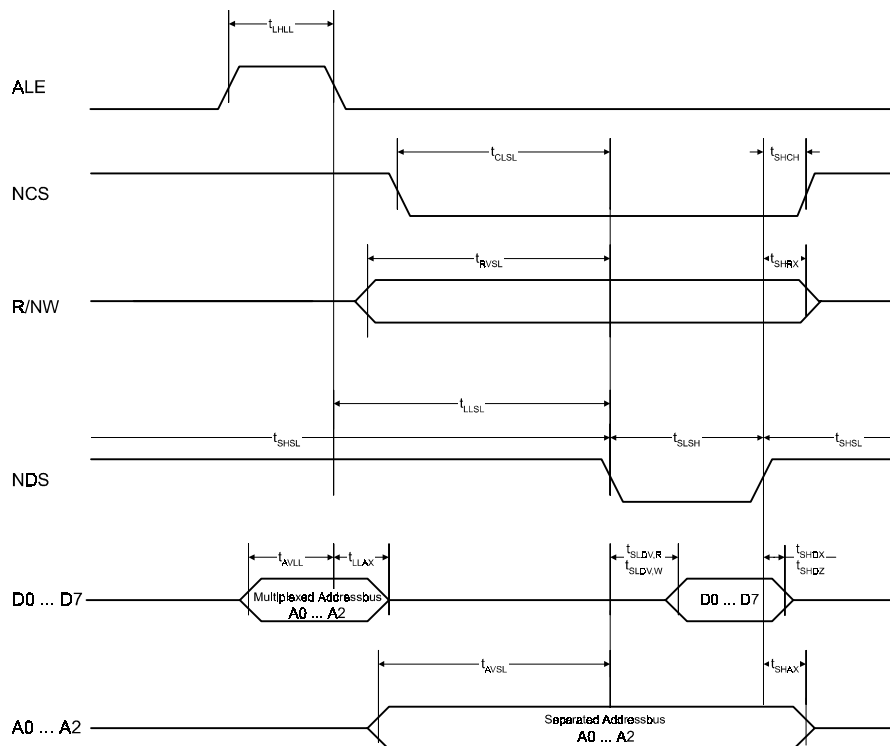 tLHLL
ALE
tCLSL tSHCH
NCS
tRVSL tSHRX
R/NW
tLLSL
tSHSL tSLSH tSHSL
NDS
tAVLL tLLAX tSLDV,R tSHDX
tSLDV,W tSHDZ
D0 ... D7 Multiplexed Addressbus D0 ... D7
A0 ... A2
tAVSL tSHAX
Separated Addressbus
A0 ... A2 A0 ... A2